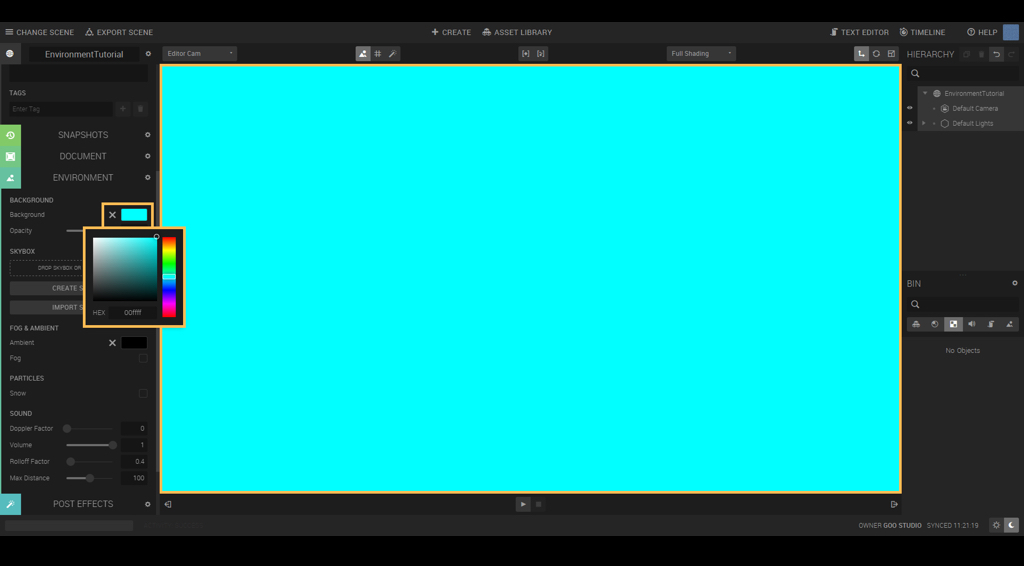 CHANGE SCENE
EXPORT SCENE
CREATE
ASSET LIBRARY
TEXT EDITOR
TIMELINE
HELP
EnvironmentTutorial
Editor Cam
Full Shading
HIERARCHY
TAGS
Enter Tag
SNAPSHOTS
DOCUMENT
ENVIRONMENT
BACKGROUND
Background
Opacity
SKYBOX
DROP SKYBOX OR
CREATE S
IMPORT S
HEX 00ffff
FOG & AMBIENT
Ambient
Fog
PARTICLES
Snow
SOUND
Doppler Factor 0
Volume 1
Rolloff Factor 0.4
Max Distance 100
POST EFFECTS
EnvironmentTutorial
Default Camera
Default Lights
BIN
No Objects
OWNER GOO STUDIO SYNCED 11:21:19